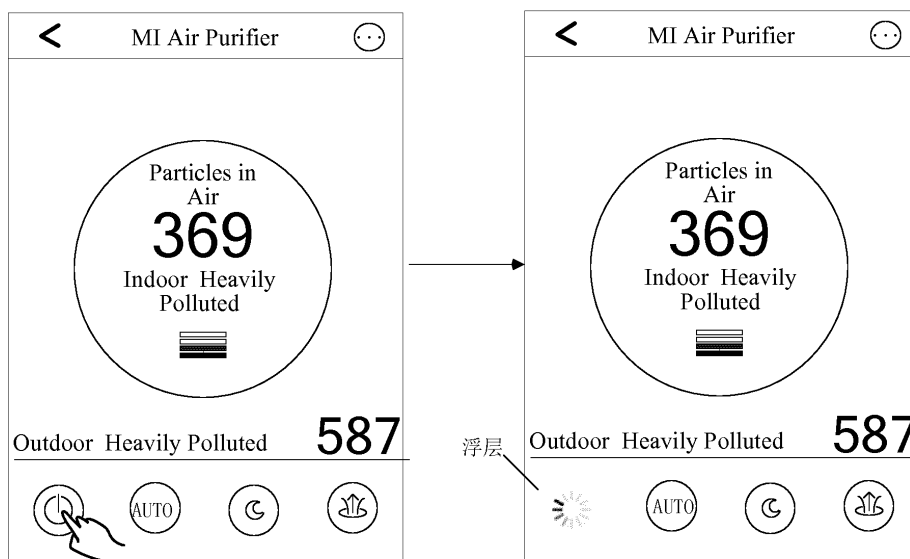 MI Air Purifier
Particles in
Air
369
Indoor Heavily
Polluted
Outdoor Heavily Polluted 587
AUTO
MI Air Purifier
Particles in
Air
369
Indoor Heavily
Polluted
浮层
Outdoor Heavily Polluted 587
AUTO